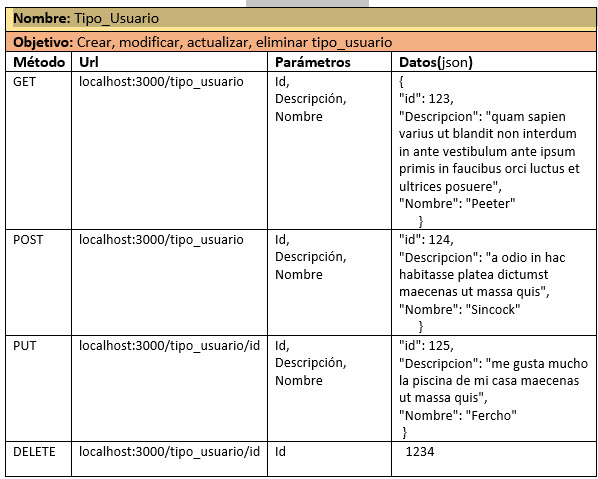 Nombre: Tipo_Usuario
Objetivo: Crear, modificar, actualizar, eliminar tipo_usuario
Método Url Parámetros Datos(json)
GET localhost:3000/tipo_usuario Id, {
Descripción, "id": 123,
Nombre "Descripcion": "quam sapien
varius ut blandit non interdum
in ante vestibulum ante ipsum
primis in faucibus orci luctus et
ultrices posuere",
"Nombre": "Peeter"
}
POST localhost:3000/tipo_usuario Id, "id": 124,
Descripción, "Descripcion": "a odio in hac
Nombre habitasse platea dictumst
maecenas ut massa quis",
"Nombre": "Sincock"
}
PUT localhost:3000/tipo_usuario/id Id, "id": 125,
Descripción, "Descripcion": "me gusta mucho
Nombre la piscina de mi casa maecenas
ut massa quis",
"Nombre": "Fercho"
}
DELETE localhost:3000/tipo_usuario/id Id 1234